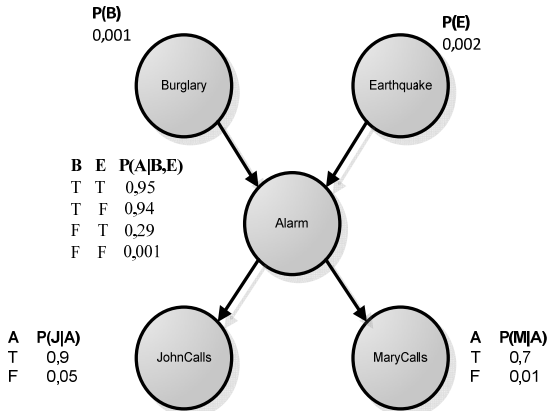 P(B)
0,001
P(E)
0,002
Burglary
Earthquake
B E P(A|B,E)
T T 0,95
T F 0,94
F T 0,29
F F 0,001
Alarm
A P(J|A)
T 0,9
F 0,05
JohnCalls
MaryCalls
A P(M|A)
T 0,7
F 0,01